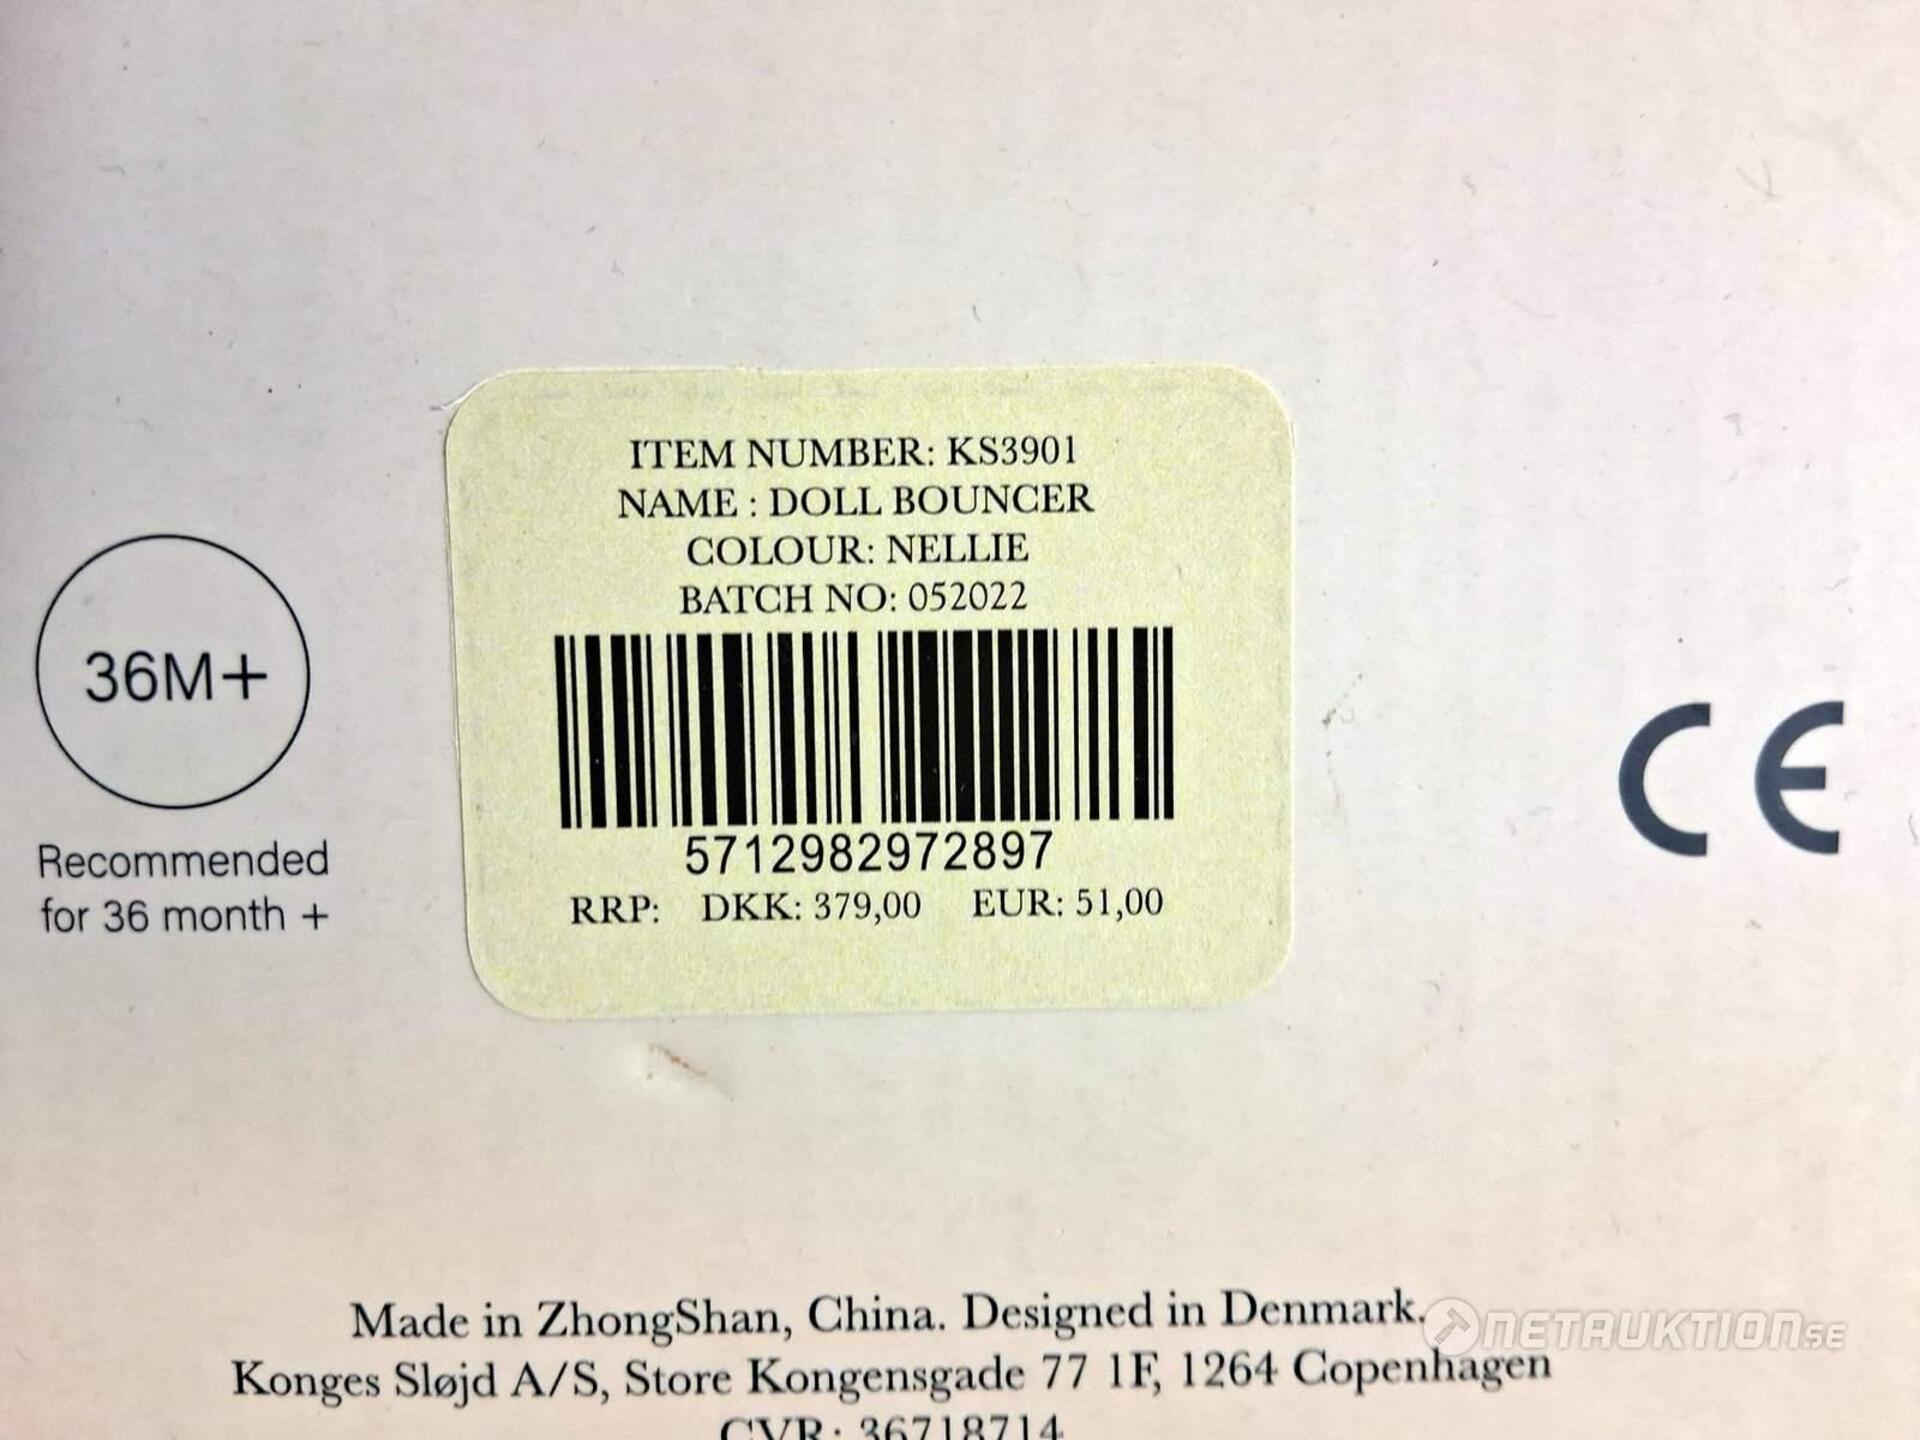 ITEM NUMBER: KS3901
NAME : DOLL BOUNCER
COLOUR: NELLIE
BATCH NO: 052022
5712982972897
RRP: DKK: 379,00 EUR: 51,00
36M+
Recommended
for 36 month +
CE
Made in ZhongShan, China. Designed in Denmark.
Konges Sløjd A/S, Store Kongensgade 77 1F, 1264 Copenhagen
CVR: 36718714
NETAUKTION.SE